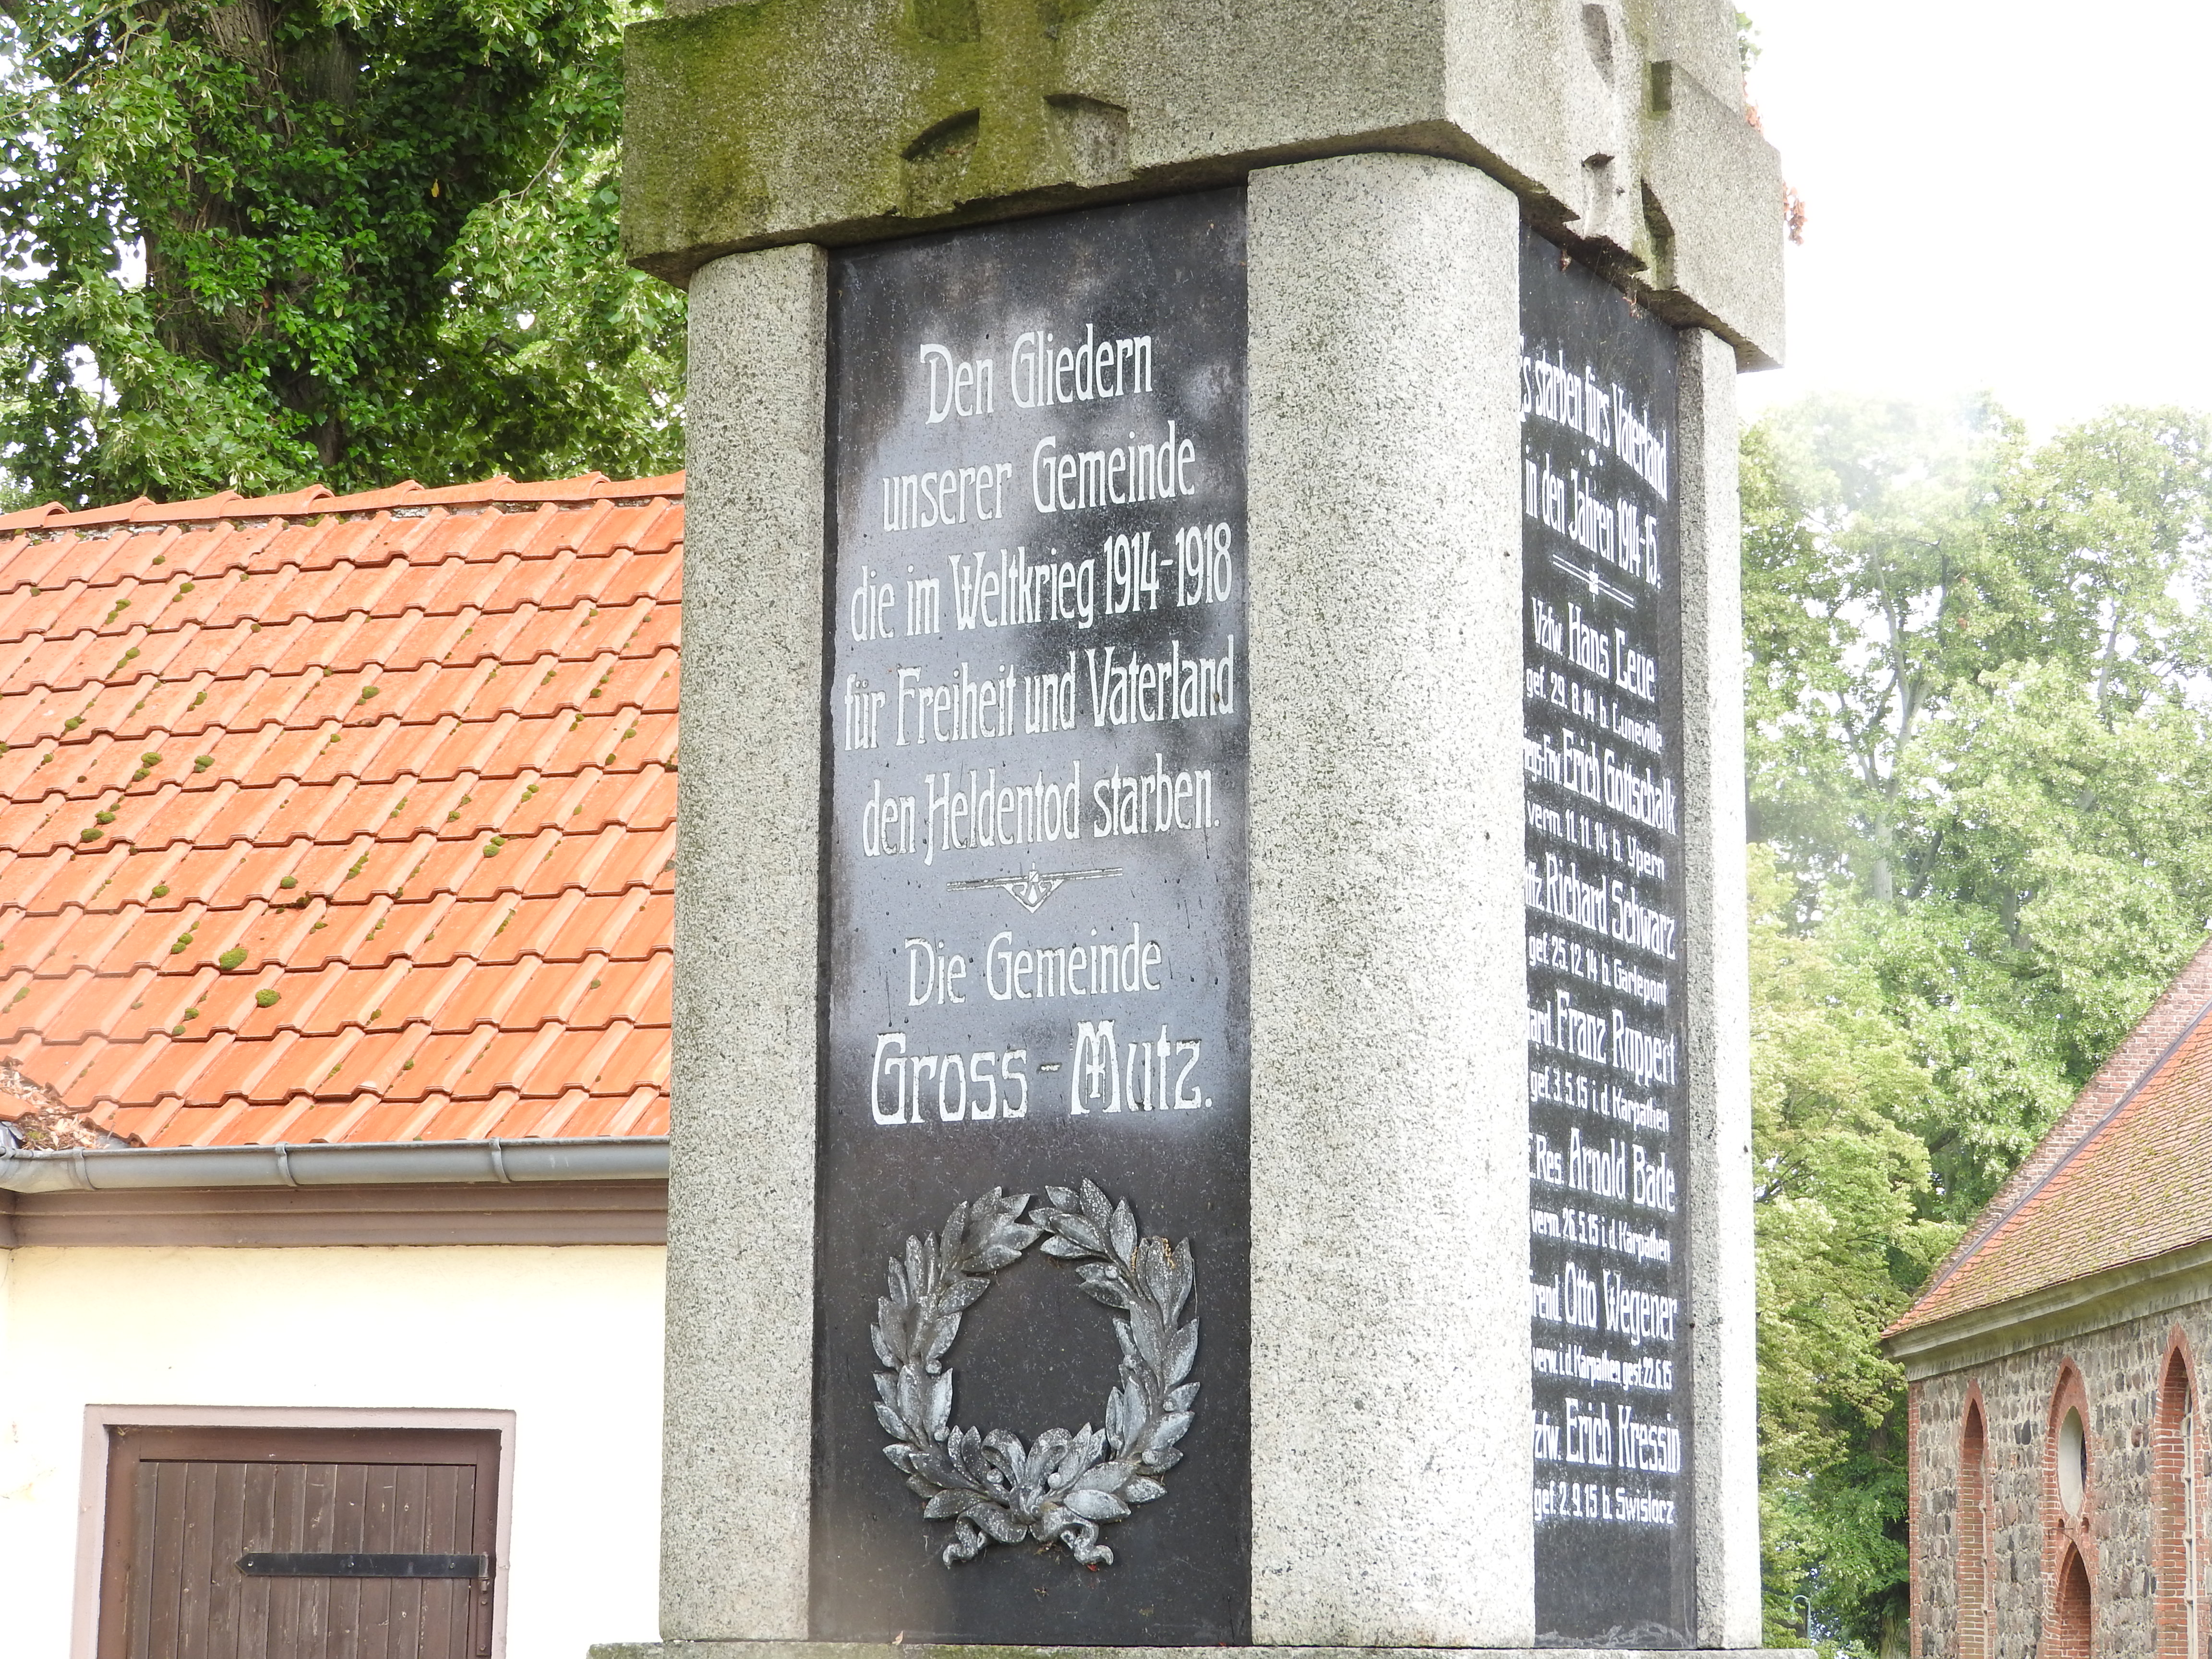 Den Gliedern
unserer Gemeinde
die im Weltkrieg 1914-1918
für Freiheit und Vaterland
den Heldentod starben.
Die Gemeinde
Gross-Mutz.
starben fürs Vaterland
in den Jahren 1914-15.
Vzfw. Hans Leue
gef. 29. 8. 14 b. Luneville
Erich Gottschalk
verm. 11. 11. 14 b. Ypern
Richard Schwarz
gef. 25. 12. 14 b. Carlepont
Franz Ruppert
gef. 3. 5. 15 i. d. Karpathen
Res. Arnold Bade
verm. 26. 5. 15 i. d. Karpathen
Otto Wegener
verw. i. d. Karpathen gest. 22. 6. 15
Erich Kressin
gef. 2. 9. 15 b. Swislocz